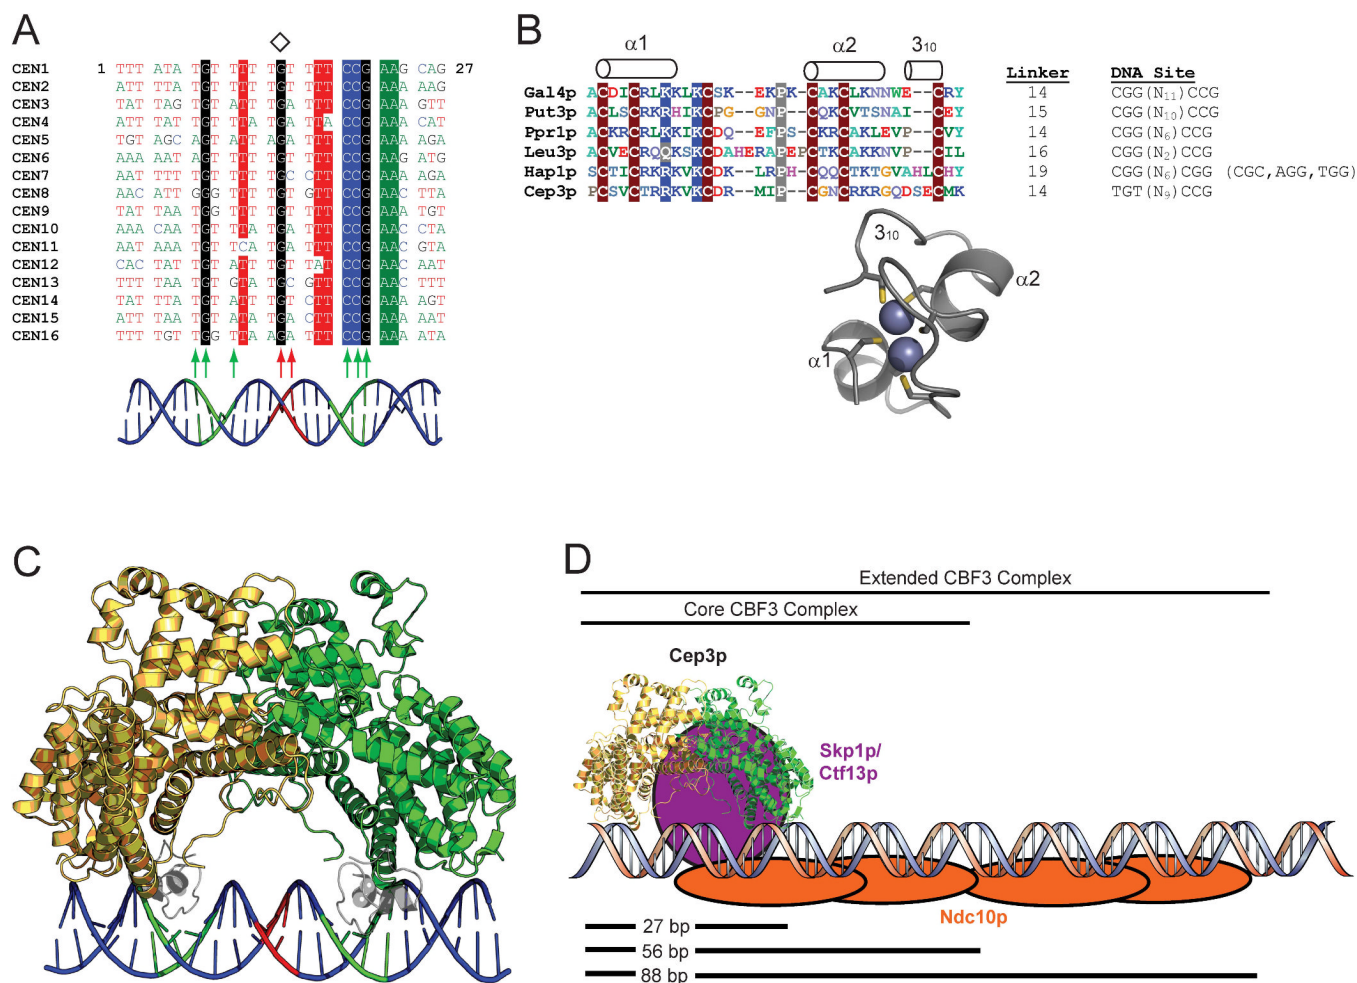 A
CEN1 1 TTT ATA TGT TTT TGT TTT CCG AAG CAG 27
CEN2 ATT TAA TGT TTT TGT TTT CCG AAA TTT
CEN3 TAT TAG TGT ATT TGA TTT CCG AAA GTT
CEN4 ATT TAT TGT TTT TGA TTA CCG AAA CAT
CEN5 TGT AGC AGT ATT AGA TTT CCG AAA TTT
CEN6 AAA AAT AGT TTT TGT TTT CCG AAG ATG
CEN7 TTT AAT AGT ATT TGC CTT CCG AAA TAA
CEN8 AAC CAT GGG TTT TGT TTT CCG AAA TTA
CEN9 TAT TAA TGG TTT TGT TTT CCG AAA TGT
CEN10 AAA CAA TGT TTA TGA TTT CCG AAC CTA
CEN11 AAT AAA TGT TCA TGA TTT CCG AAC GTA
CEN12 CAC TAT TGT ATT TGT TAT CCG AAC AAT
CEN13 TTT TAA TGT GTA TGC GTT CCG AAC TTT
CEN14 TAT TTA TGT ATT TGT CTT CCG AAA AGT
CEN15 ATT TAA TGT ATA TGA CTT CCG AAA AAT
CEN16 TTT TGT TGG TTA AGA TTT CCG AAA ATA
B
α1 α2 3₁₀
Linker DNA Site
Gal4p ACDICRLKKLKCSK--EKPK-CAKCLKNNWE--CRY 14 CGG(N₁₁)CCG
Put3p ACLSCRKRHIKCPG-GNP--CQKCVTSNAI--CEY 15 CGG(N₁₀)CCG
Ppr1p ACKRCRLKKIKCDQ--EFPS-CKRCAKLEVP--CVY 14 CGG(N₆)CCG
Leu3p ACVECRQQKSKCDAHERAPEPCTKCAKKNVP--CIL 16 CGG(N₂)CCG
Hap1p SCTICRKRKVKCDK--LRPH-CQQCTKTGVAHLCHY 19 CGG(N₆)CGG (CGC,AGG,TGG)
Cep3p PCSVCTRRKVKCDR--MIP--CGNCRKRGQDSECMK 14 TGT(N₉)CCG
3₁₀
α2
α1
C
D
Extended CBF3 Complex
Core CBF3 Complex
Cep3p
Skp1p/
Ctf13p
Ndc10p
27 bp
56 bp
88 bp